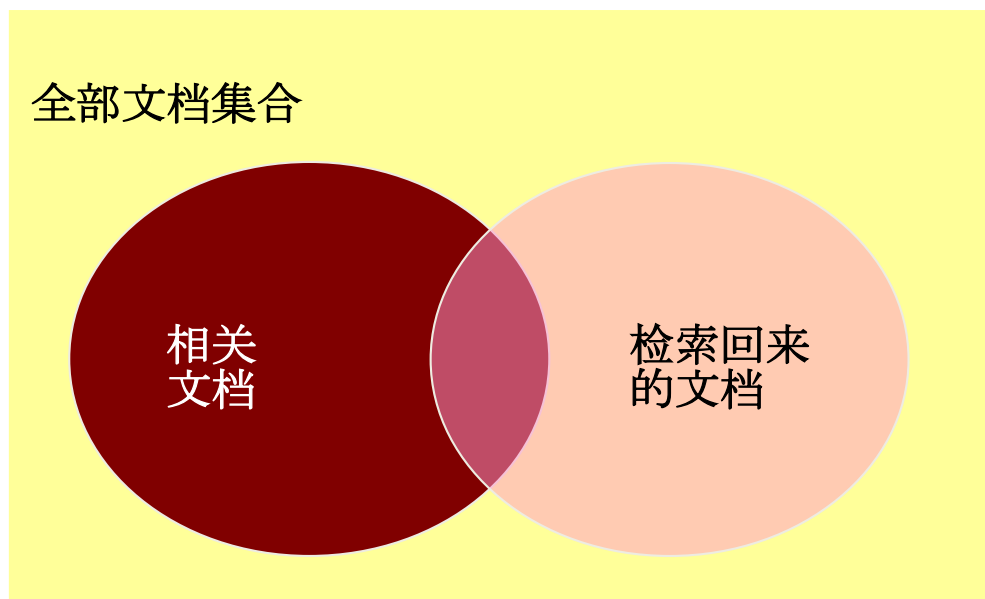 全部文档集合
相关
文档
检索回来
的文档